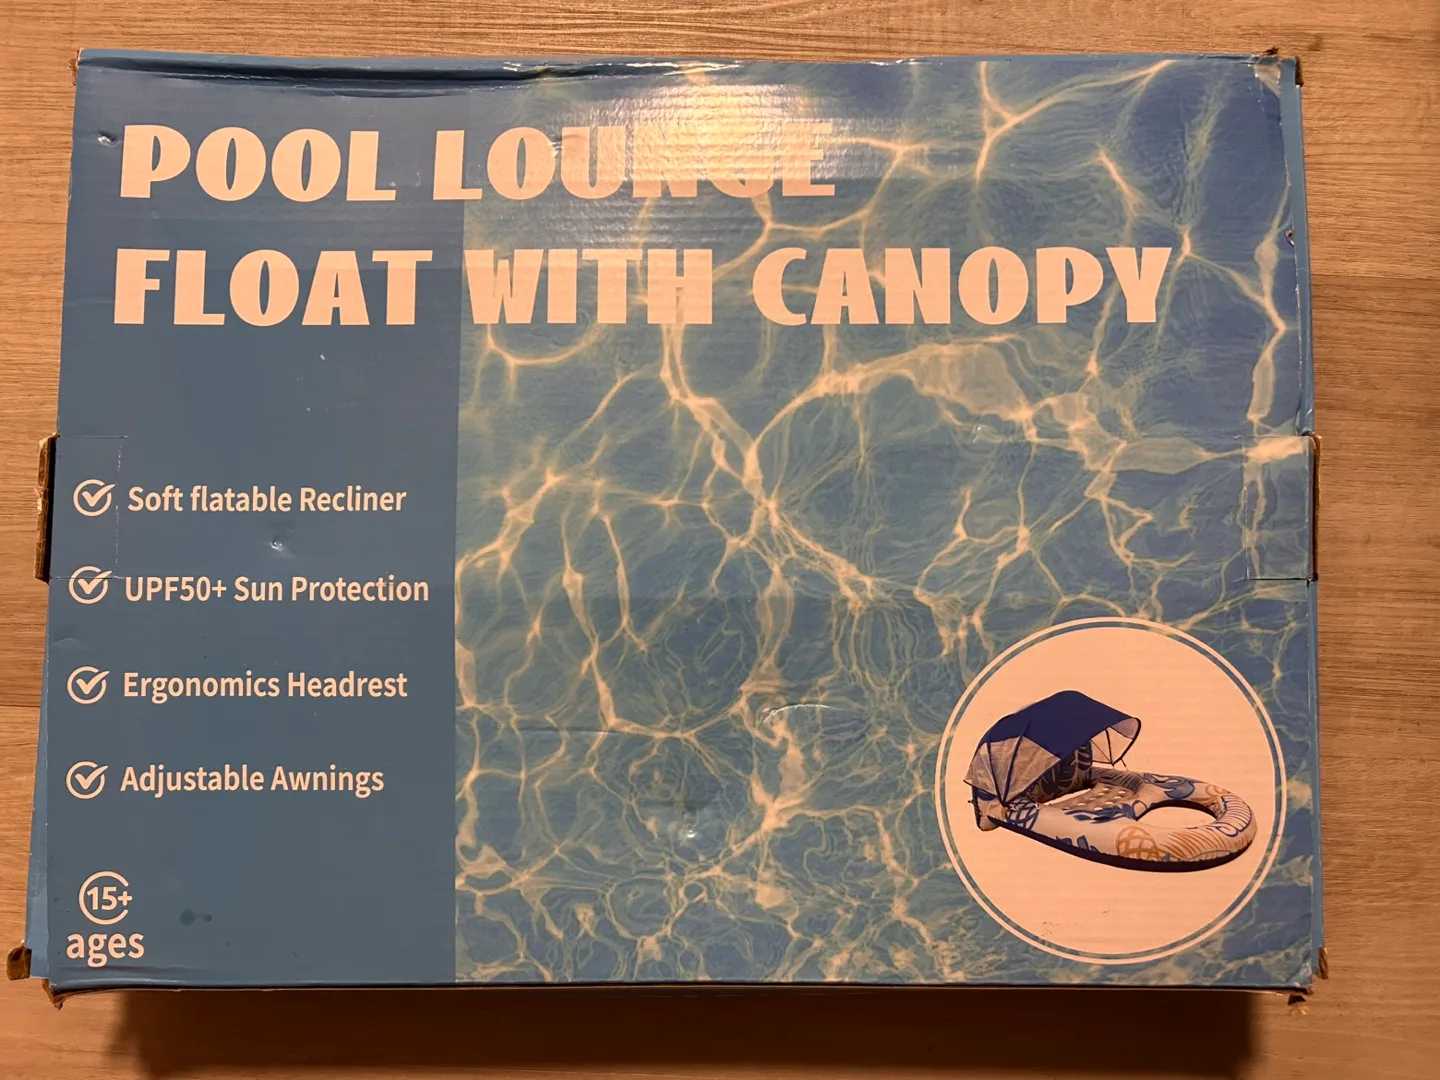 POOL LOUNGE
FLOAT WITH CANOPY
Soft flatable Recliner
UPF50+ Sun Protection
Ergonomics Headrest
Adjustable Awnings
15+
ages